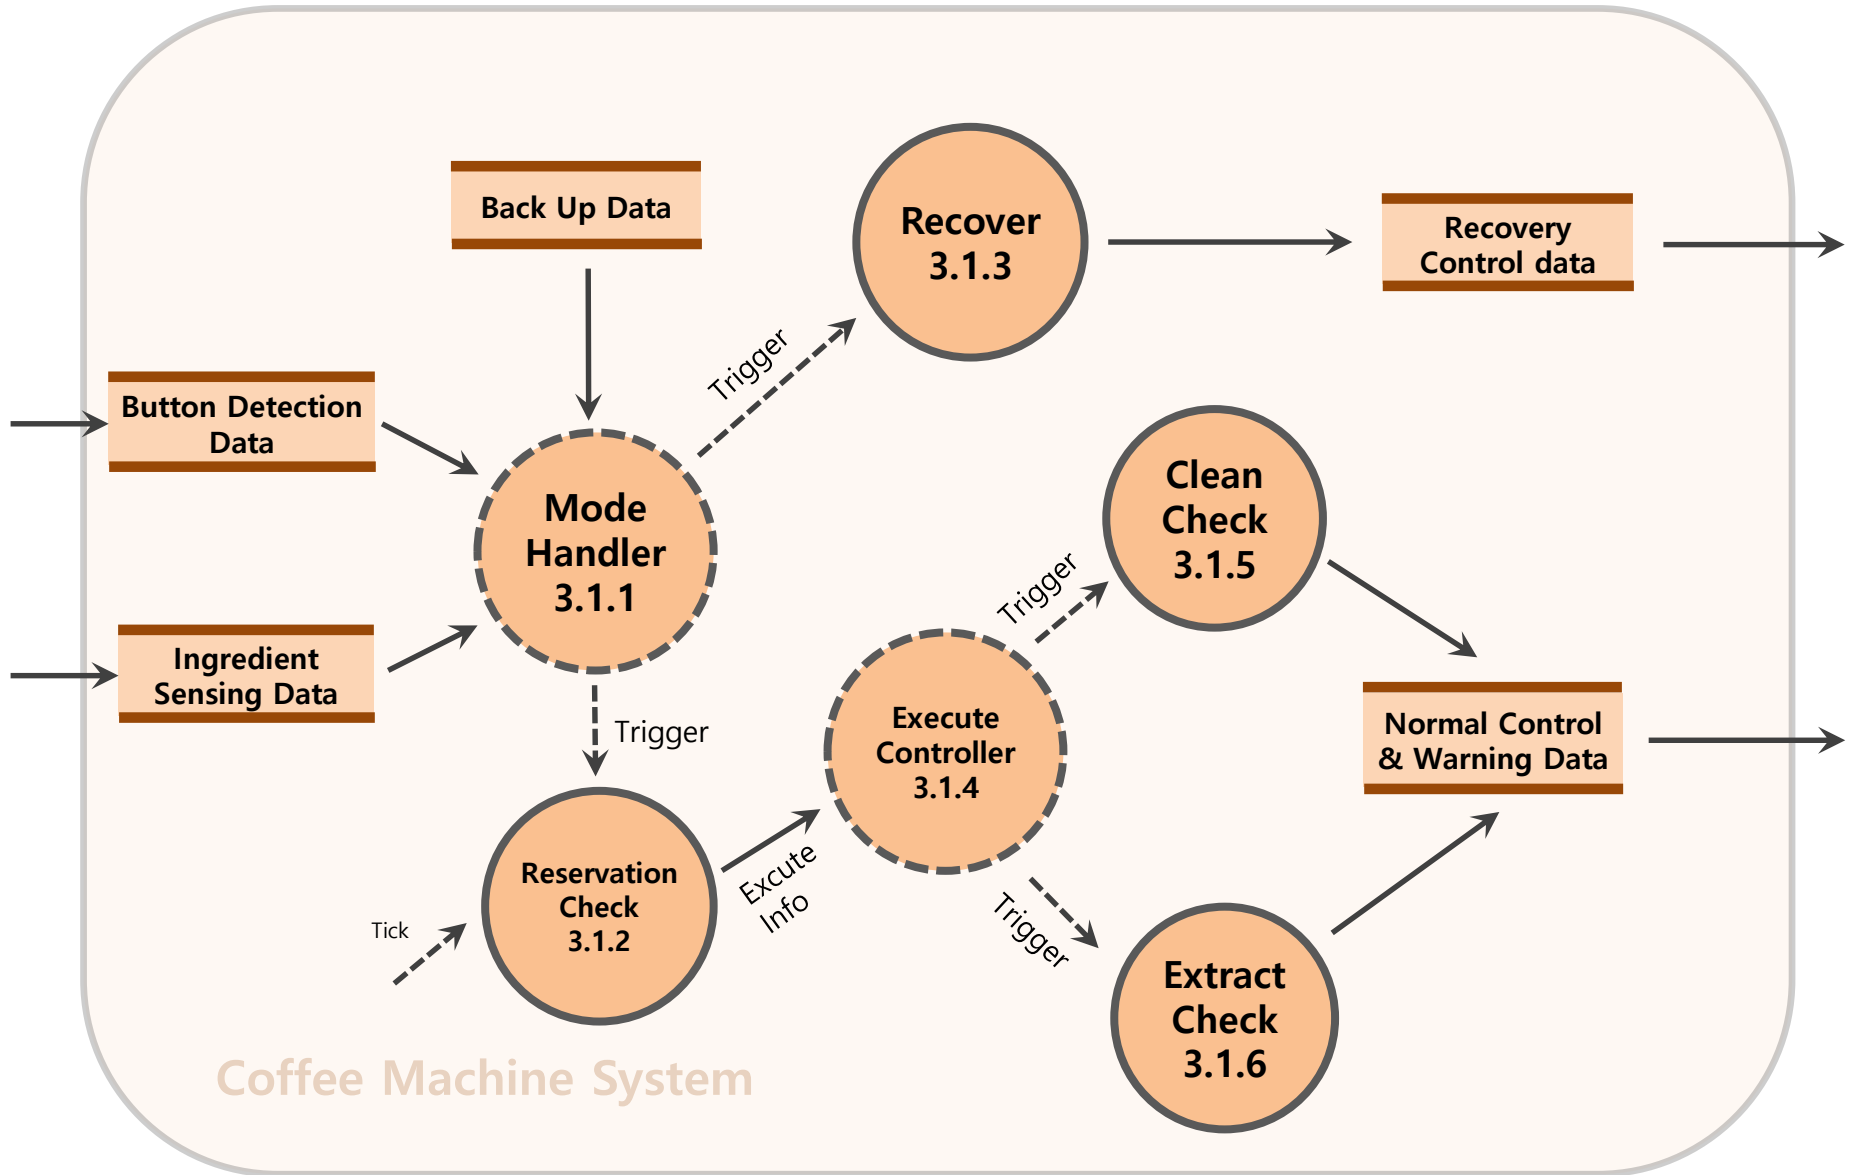 Back Up Data
Recover
3.1.3
Recovery
Control data
Trigger
Button Detection
Data
Mode
Handler
3.1.1
Clean
Check
3.1.5
Trigger
Ingredient
Sensing Data
Trigger
Execute
Controller
3.1.4
Normal Control
& Warning Data
Reservation
Check
3.1.2
Tick
Excute
Info
Trigger
Extract
Check
3.1.6
Coffee Machine System